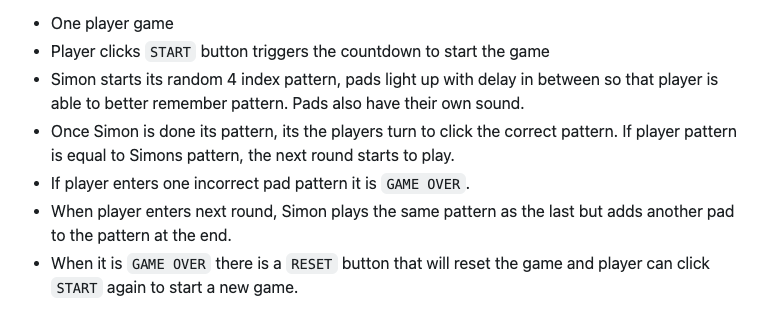 • One player game
• Player clicks START button triggers the countdown to start the game
• Simon starts its random 4 index pattern, pads light up with delay in between so that player is
able to better remember pattern. Pads also have their own sound.
• Once Simon is done its pattern, its the players turn to click the correct pattern. If player pattern
is equal to Simons pattern, the next round starts to play.
• If player enters one incorrect pad pattern it is GAME OVER.
• When player enters next round, Simon plays the same pattern as the last but adds another pad
to the pattern at the end.
• When it is GAME OVER there is a RESET button that will reset the game and player can click
START again to start a new game.